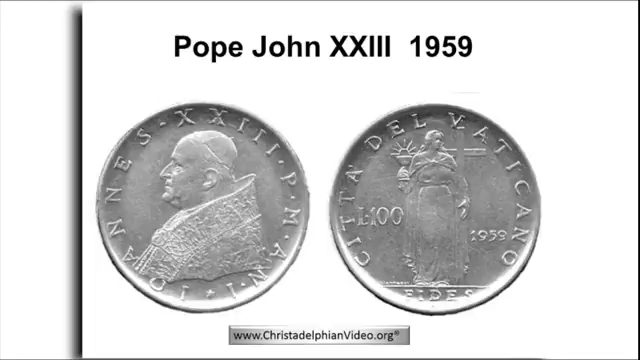 Pope John XXIII 1959
IOANNES·XXIII·P·M·AN·I
CITTA DEL VATICANO
L.100
1959
FIDES
www.ChristadelphianVideo.org®